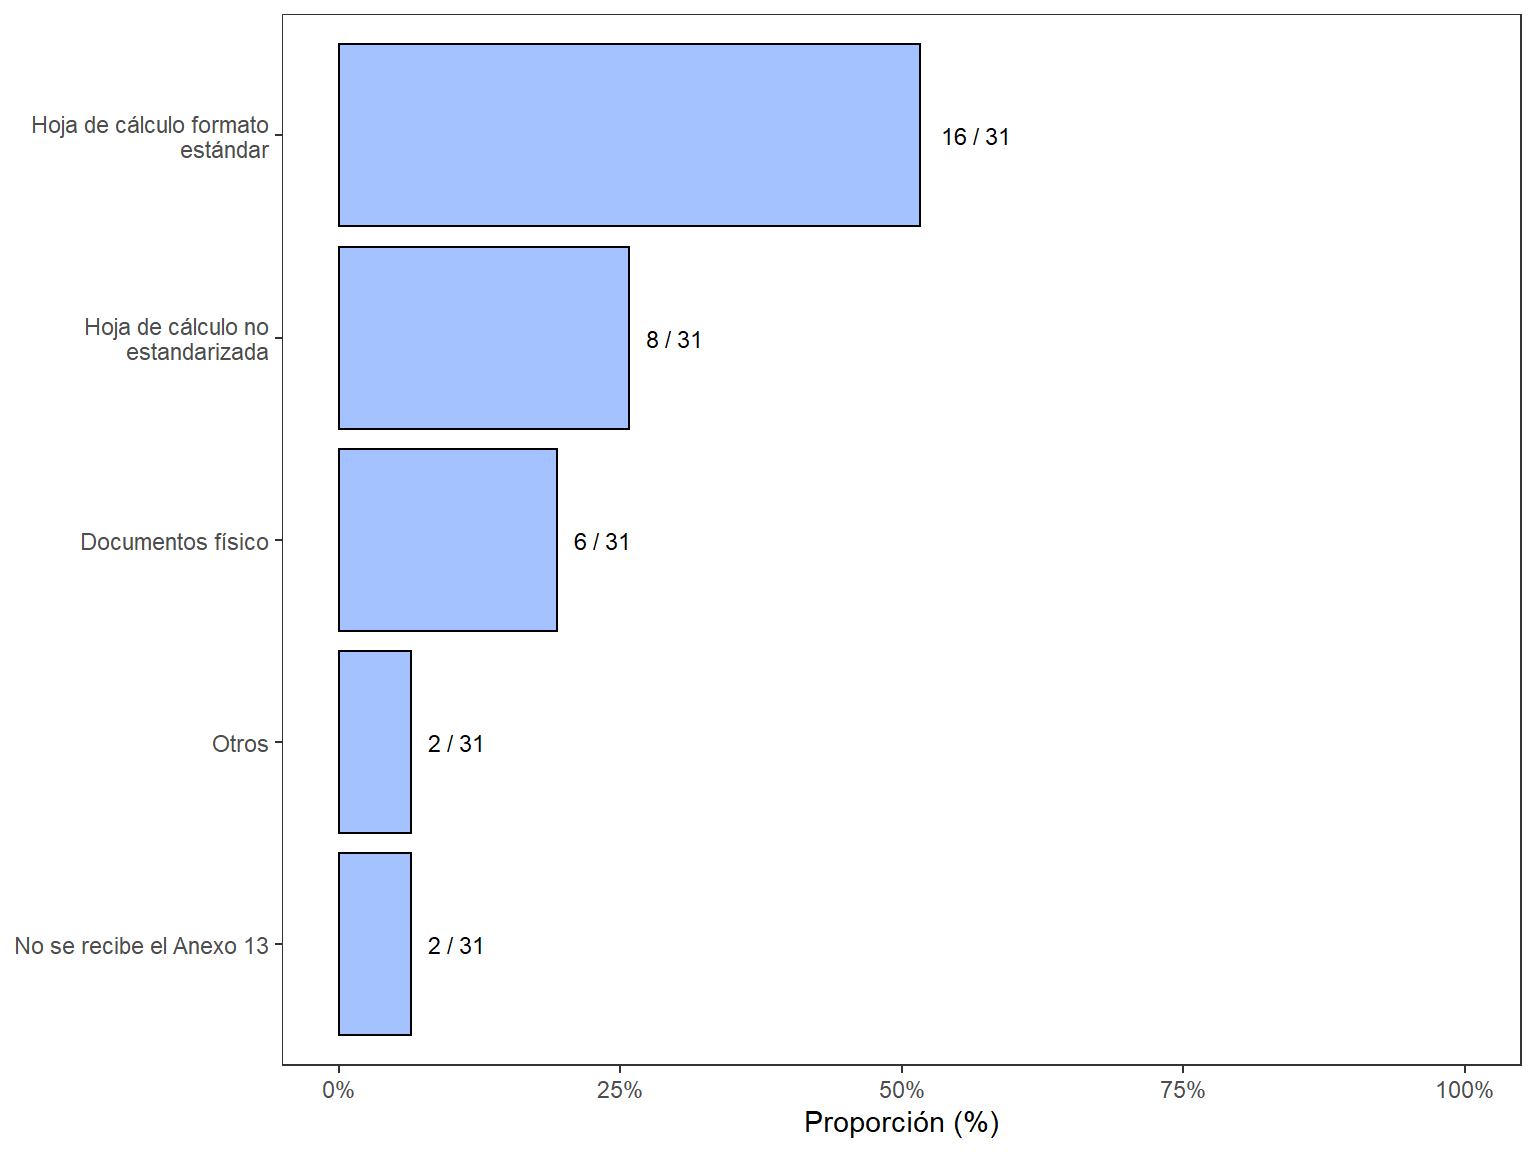 Hoja de cálculo formato
estándar
16 / 31
Hoja de cálculo no
estandarizada
8 / 31
Documentos físico
6 / 31
Otros
2 / 31
No se recibe el Anexo 13
2 / 31
0%
25%
50%
75%
100%
Proporción (%)